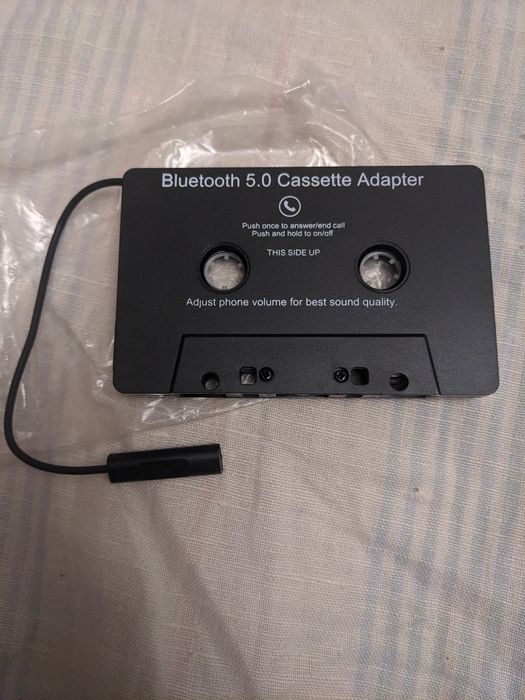 Bluetooth 5.0 Cassette Adapter
Push once to answer/end call
Push and hold to on/off
THIS SIDE UP
Adjust phone volume for best sound quality.